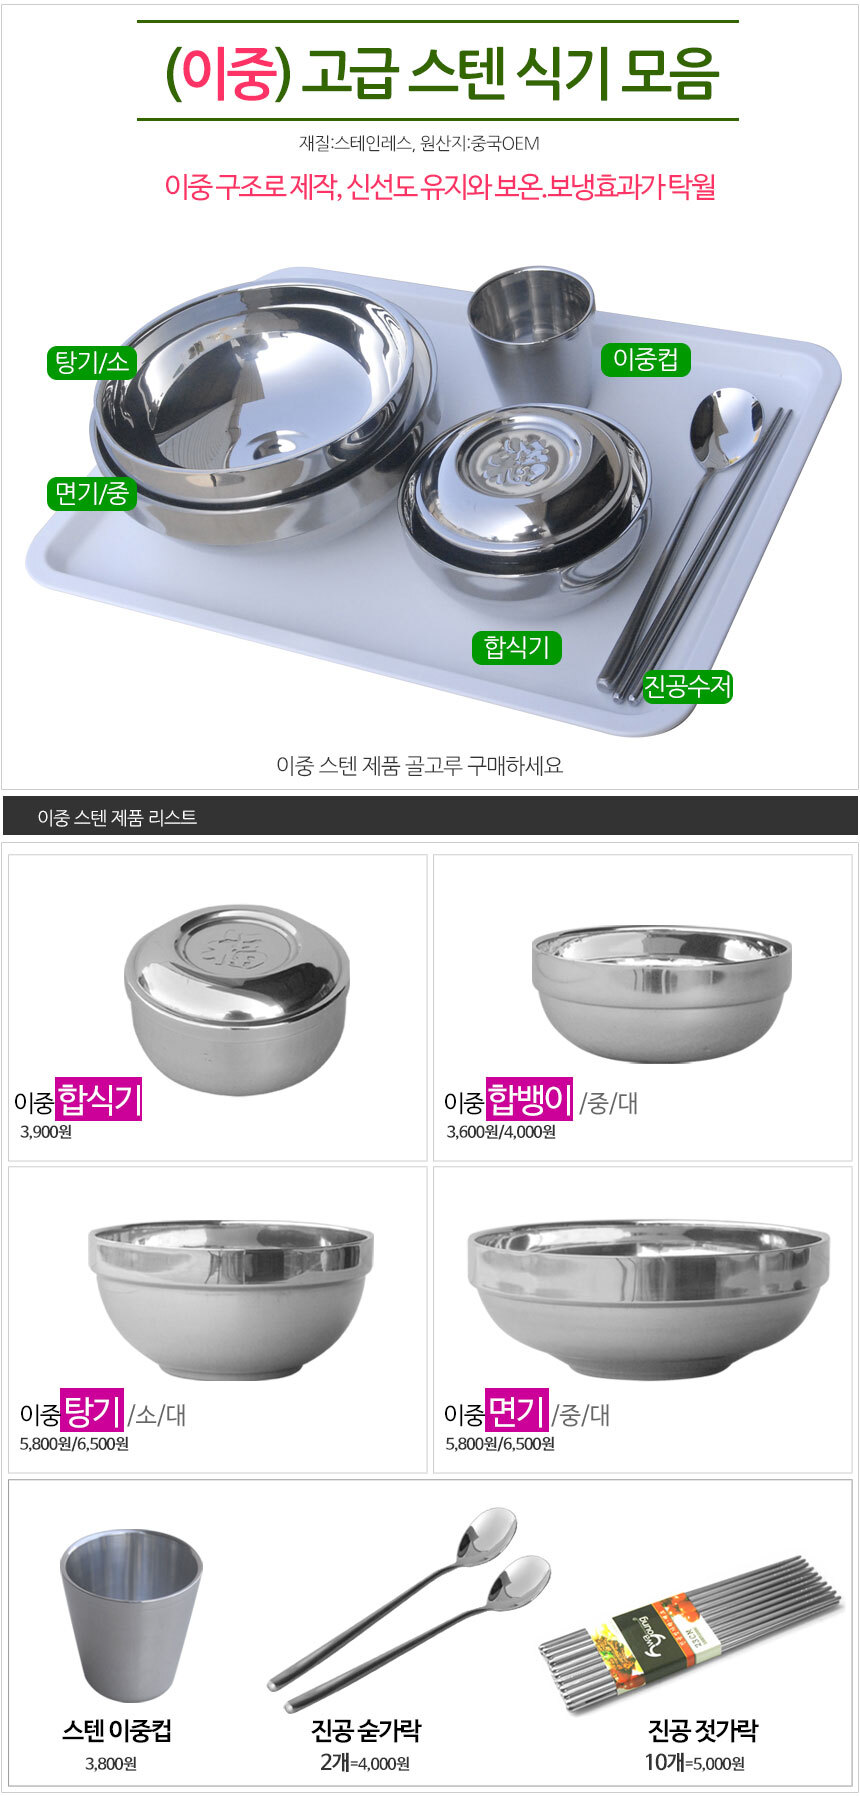 (이중) 고급 스텐 식기 모음
재질:스테인레스, 원산지:중국OEM
이중 구조로 제작, 신선도 유지와 보온.보냉효과가 탁월
탕기/소
이중컵
면기/중
합식기
진공수저
이중 스텐 제품 골고루 구매하세요
이중 스텐 제품 리스트
福
이중합식기
3,900원
이중합뱅이/중/대
3,600원/4,000원
이중탕기/소/대
5,800원/6,500원
이중면기/중/대
5,800원/6,500원
young
23CM
스텐 이중컵
3,800원
진공 숟가락
2개=4,000원
진공 젓가락
10개=5,000원